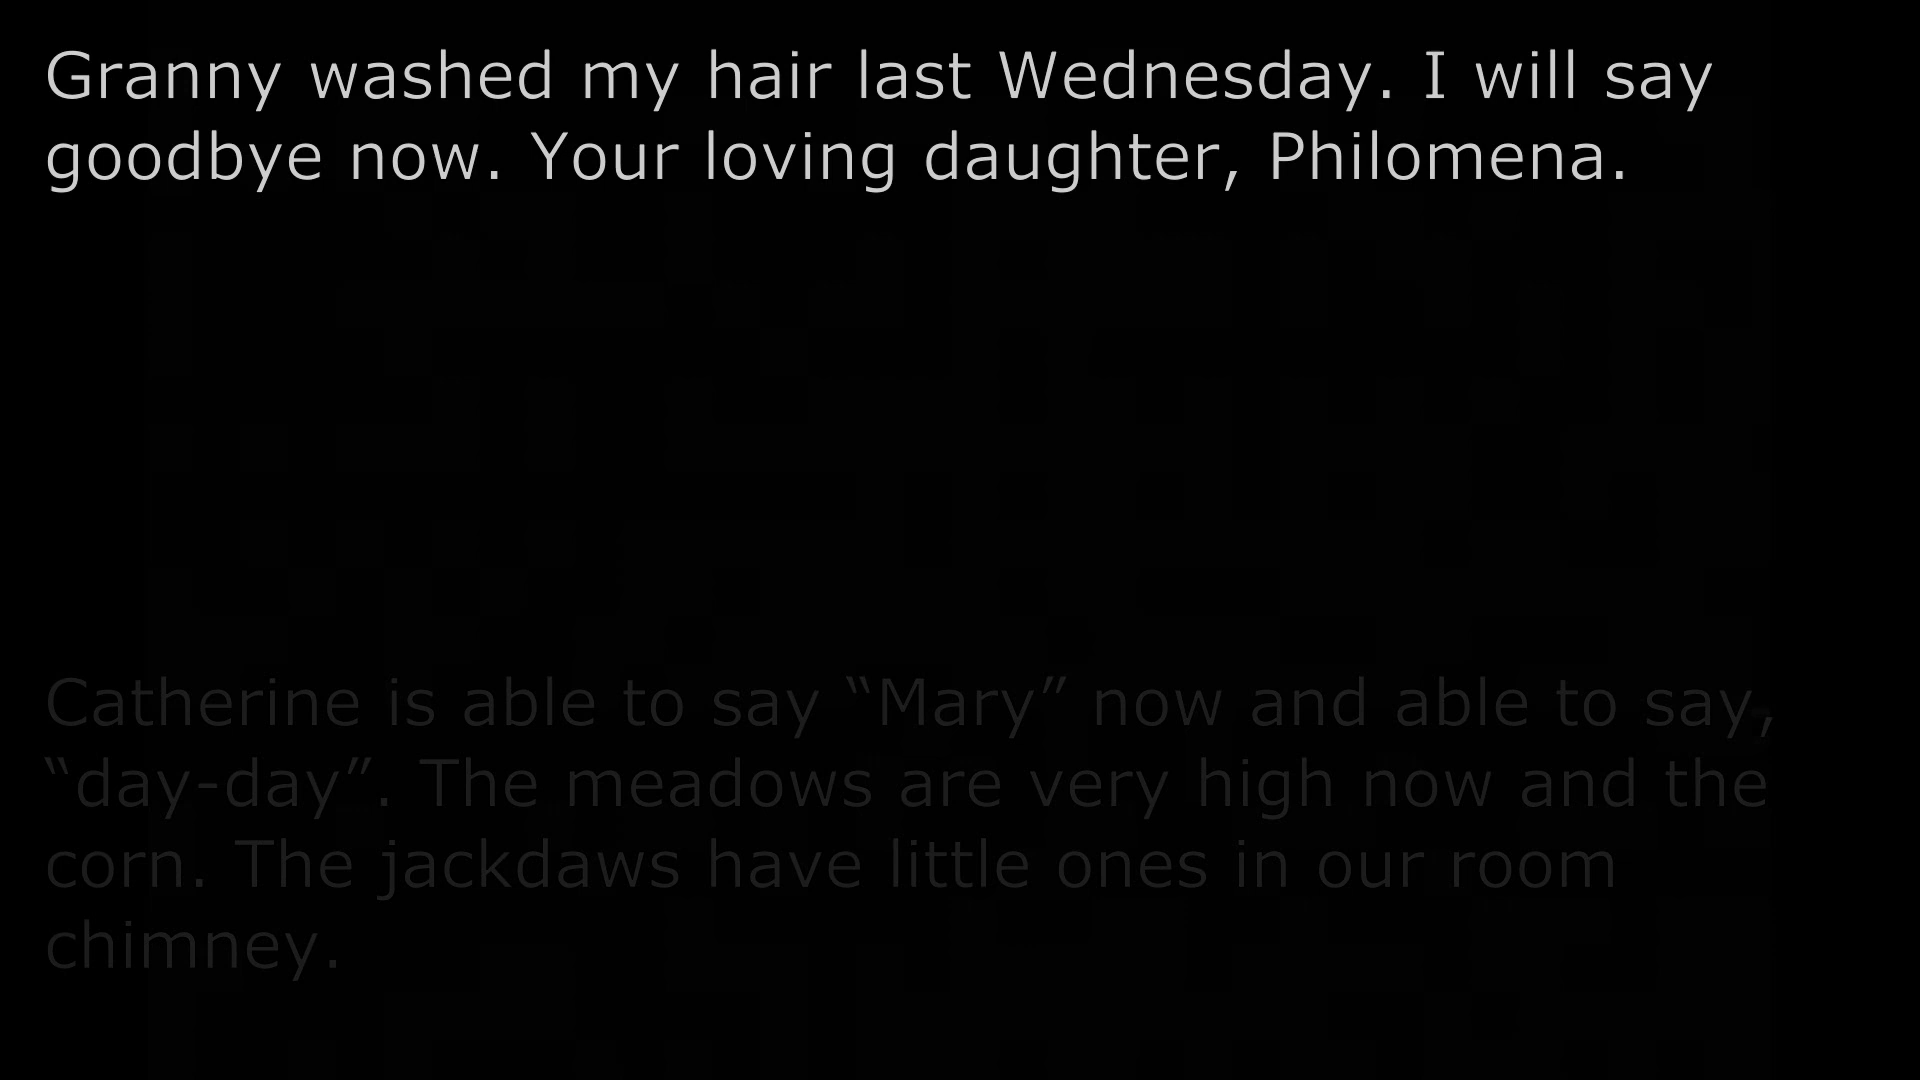 Granny washed my hair last Wednesday. I will say
goodbye now. Your loving daughter, Philomena.
Catherine is able to say “Mary” now and able to say,
“day-day”. The meadows are very high now and the
corn. The jackdaws have little ones in our room
chimney.